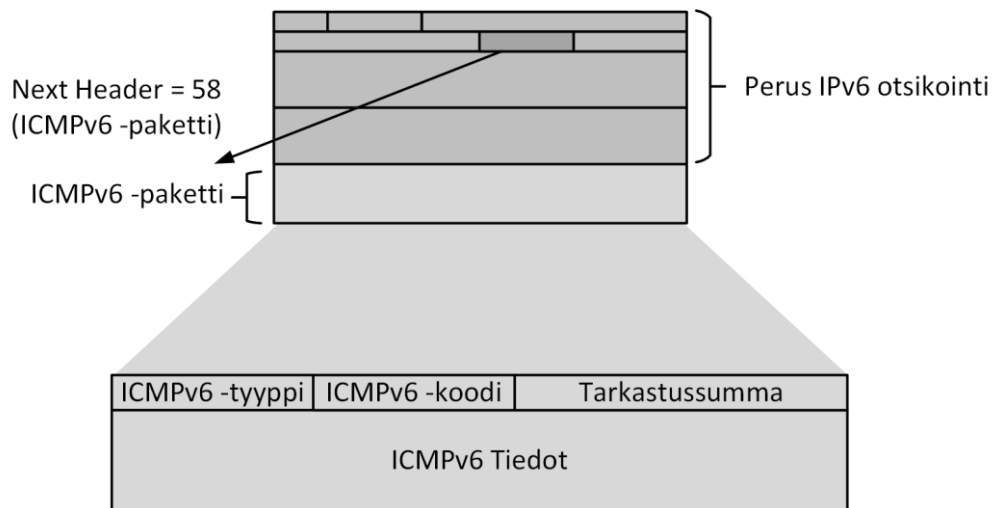 Next Header = 58
(ICMPv6 -paketti)
Perus IPv6 otsikointi
ICMPv6 -paketti
ICMPv6 -tyyppi
ICMPv6 -koodi
Tarkastussumma
ICMPv6 Tiedot